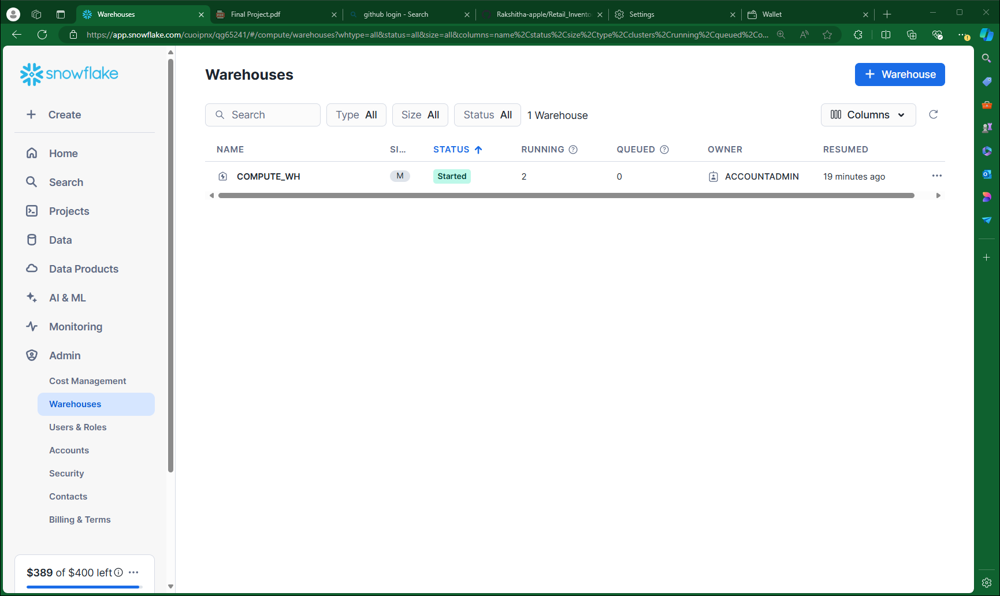 Warehouses
Final Project.pdf
github login - Search
Rakshitha-apple/Retail_Invento
Settings
Wallet
https://app.snowflake.com/cuoipnx/qg65241/#/compute/warehouses?whtype=all&status=all&size=all&columns=name%2Cstatus%2Csize%2Ctype%2Cclusters%2Crunning%2Cqueued%2Co...
snowflake
Create
Home
Search
Projects
Data
Data Products
AI & ML
Monitoring
Admin
Cost Management
Warehouses
Users & Roles
Accounts
Security
Contacts
Billing & Terms
$389 of $400 left
Warehouses
+ Warehouse
Search
Type All
Size All
Status All
1 Warehouse
Columns
NAME SI... STATUS RUNNING QUEUED OWNER RESUMED
COMPUTE_WH M Started 2 0 ACCOUNTADMIN 19 minutes ago